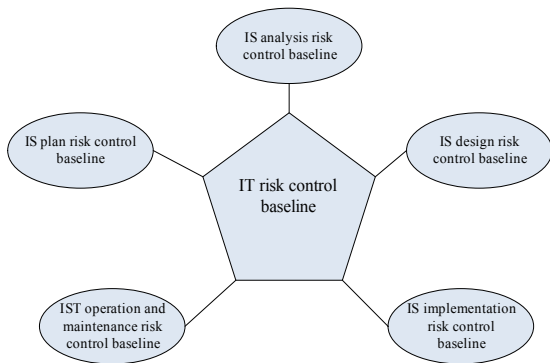 IS analysis risk
control baseline
IS plan risk control
baseline
IS design risk
control baseline
IT risk control
baseline
IST operation and
maintenance risk
control baseline
IS implementation
risk control
baseline